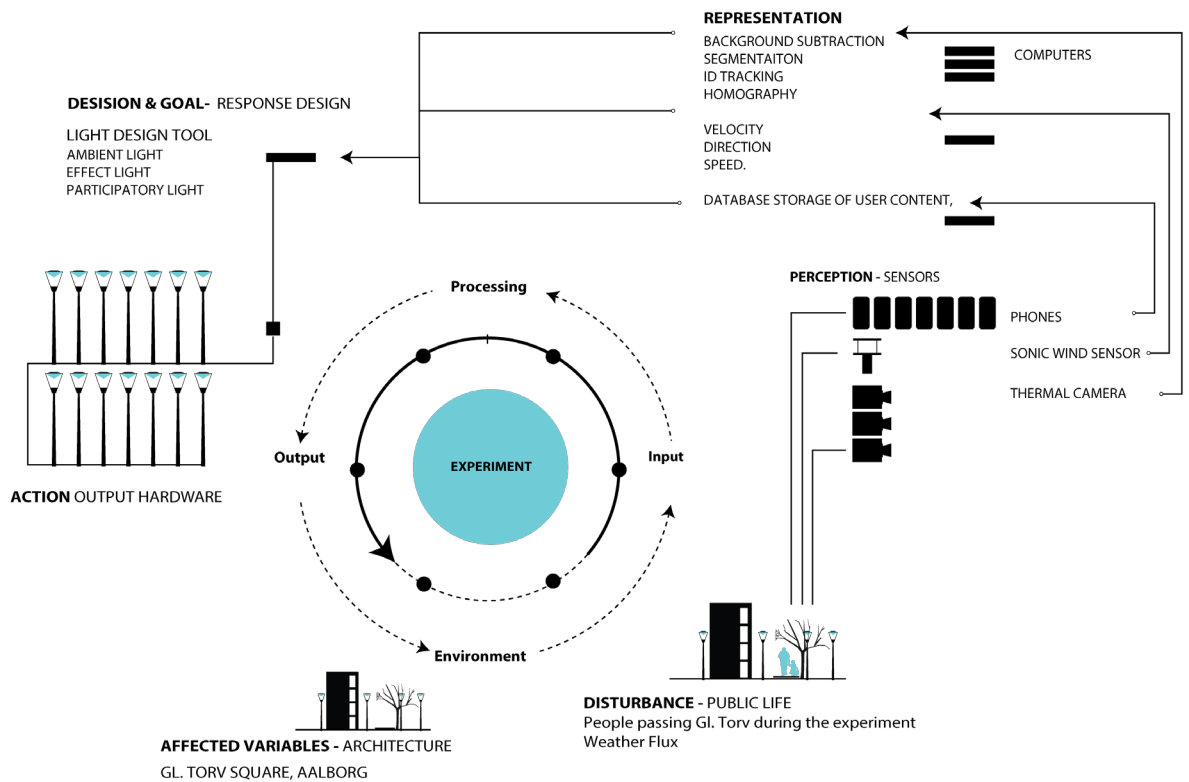 REPRESENTATION
BACKGROUND SUBTRACTION
SEGMENTAITON
ID TRACKING
HOMOGRAPHY
COMPUTERS
VELOCITY
DIRECTION
SPEED.
DATABASE STORAGE OF USER CONTENT,
DESISION & GOAL- RESPONSE DESIGN
LIGHT DESIGN TOOL
AMBIENT LIGHT
EFFECT LIGHT
PARTICIPATORY LIGHT
PERCEPTION - SENSORS
PHONES
SONIC WIND SENSOR
THERMAL CAMERA
Processing
Output
EXPERIMENT
Input
Environment
ACTION OUTPUT HARDWARE
DISTURBANCE - PUBLIC LIFE
People passing Gl. Torv during the experiment
Weather Flux
AFFECTED VARIABLES - ARCHITECTURE
GL. TORV SQUARE, AALBORG